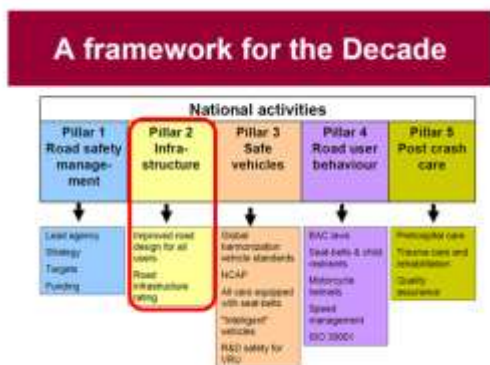 A framework for the Decade
National activities
Pillar 1
Road safety
manage-
ment
Pillar 2
Infra-
structure
Pillar 3
Safe
vehicles
Pillar 4
Road user
behaviour
Pillar 5
Post crash
care
Lead agency
Strategy
Targets
Funding
Improved road
design for all
users
Road
infrastructure
rating
Global
harmonization
vehicle standards
NCAP
All cars equipped
with seat-belts
"Intelligent"
vehicles
R&D safety for
VRU
BAC laws
Seat-belts & child
restraints
Motorcycle
helmets
Speed
management
ISO 39001
Prehospital care
Trauma care and
rehabilitation
Quality
assurance